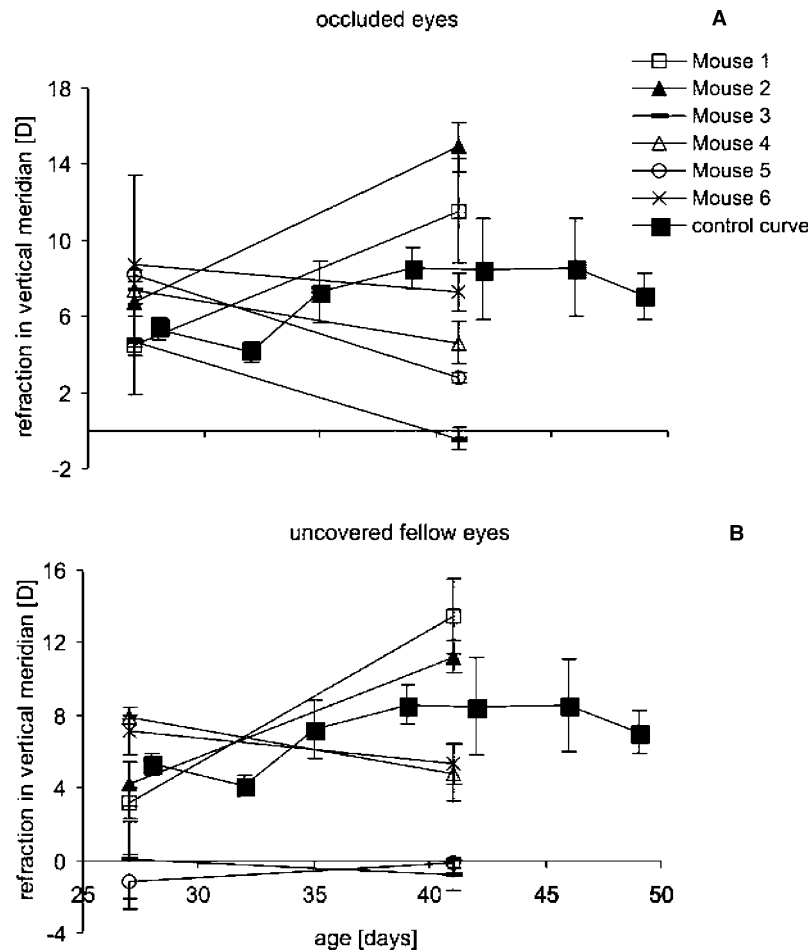 occluded eyes
A
Mouse 1
Mouse 2
Mouse 3
Mouse 4
Mouse 5
Mouse 6
control curve
refraction in vertical meridian [D]
18
14
10
6
2
-2
uncovered fellow eyes
B
refraction in vertical meridian [D]
16
12
8
4
0
-4
25
30
35
40
45
50
age [days]